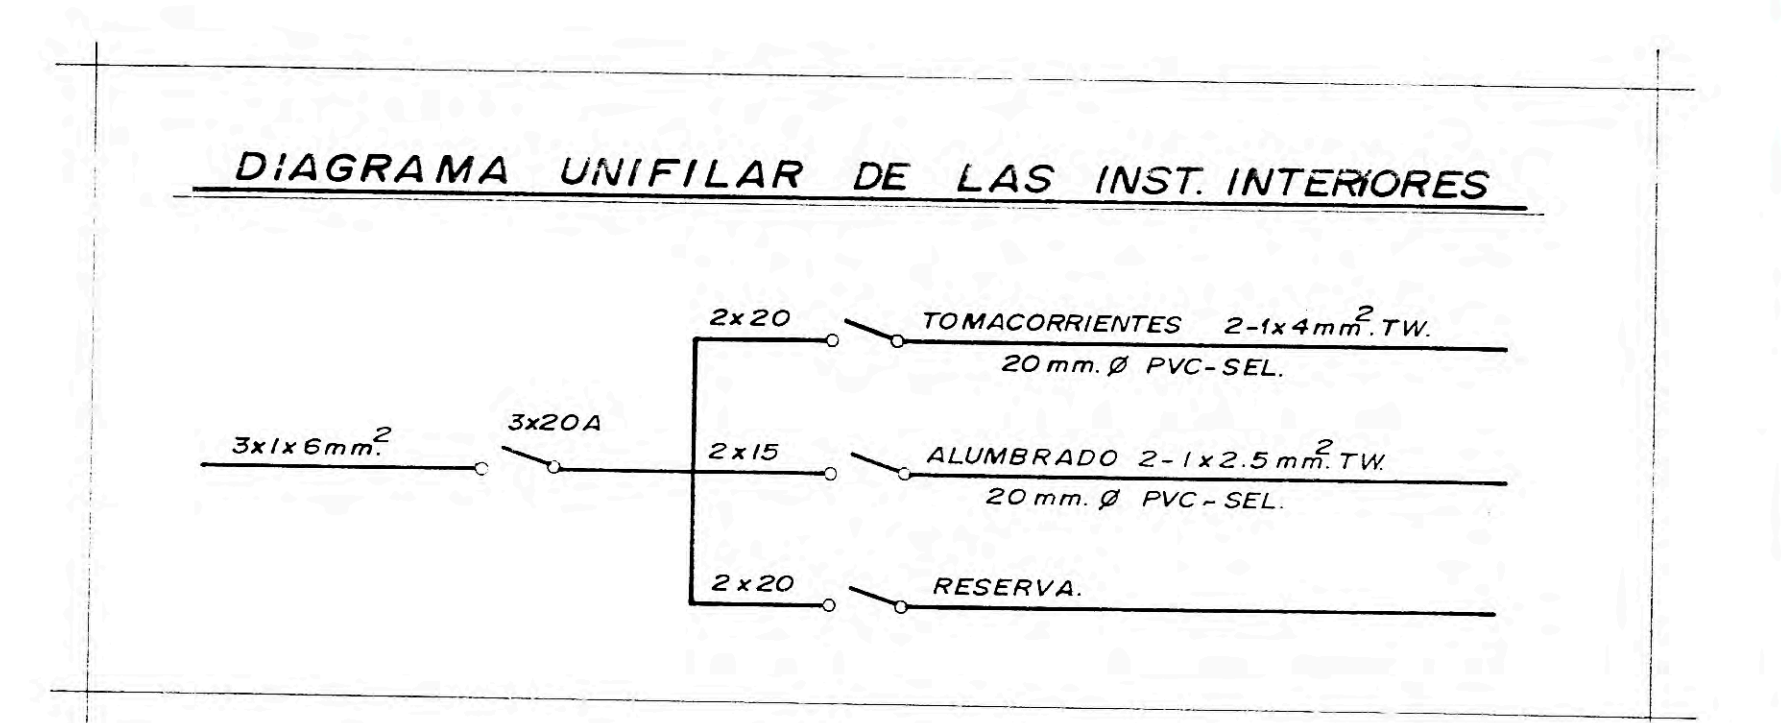 DIAGRAMA UNIFILAR DE LAS INST. INTERIORES
2x20 TOMACORRIENTES 2-1x4mm². TW.
20 mm. Ø PVC-SEL.
3x1x6mm².
3x20A
2x15 ALUMBRADO 2-1x2.5mm². TW.
20 mm. Ø PVC-SEL.
2x20 RESERVA.